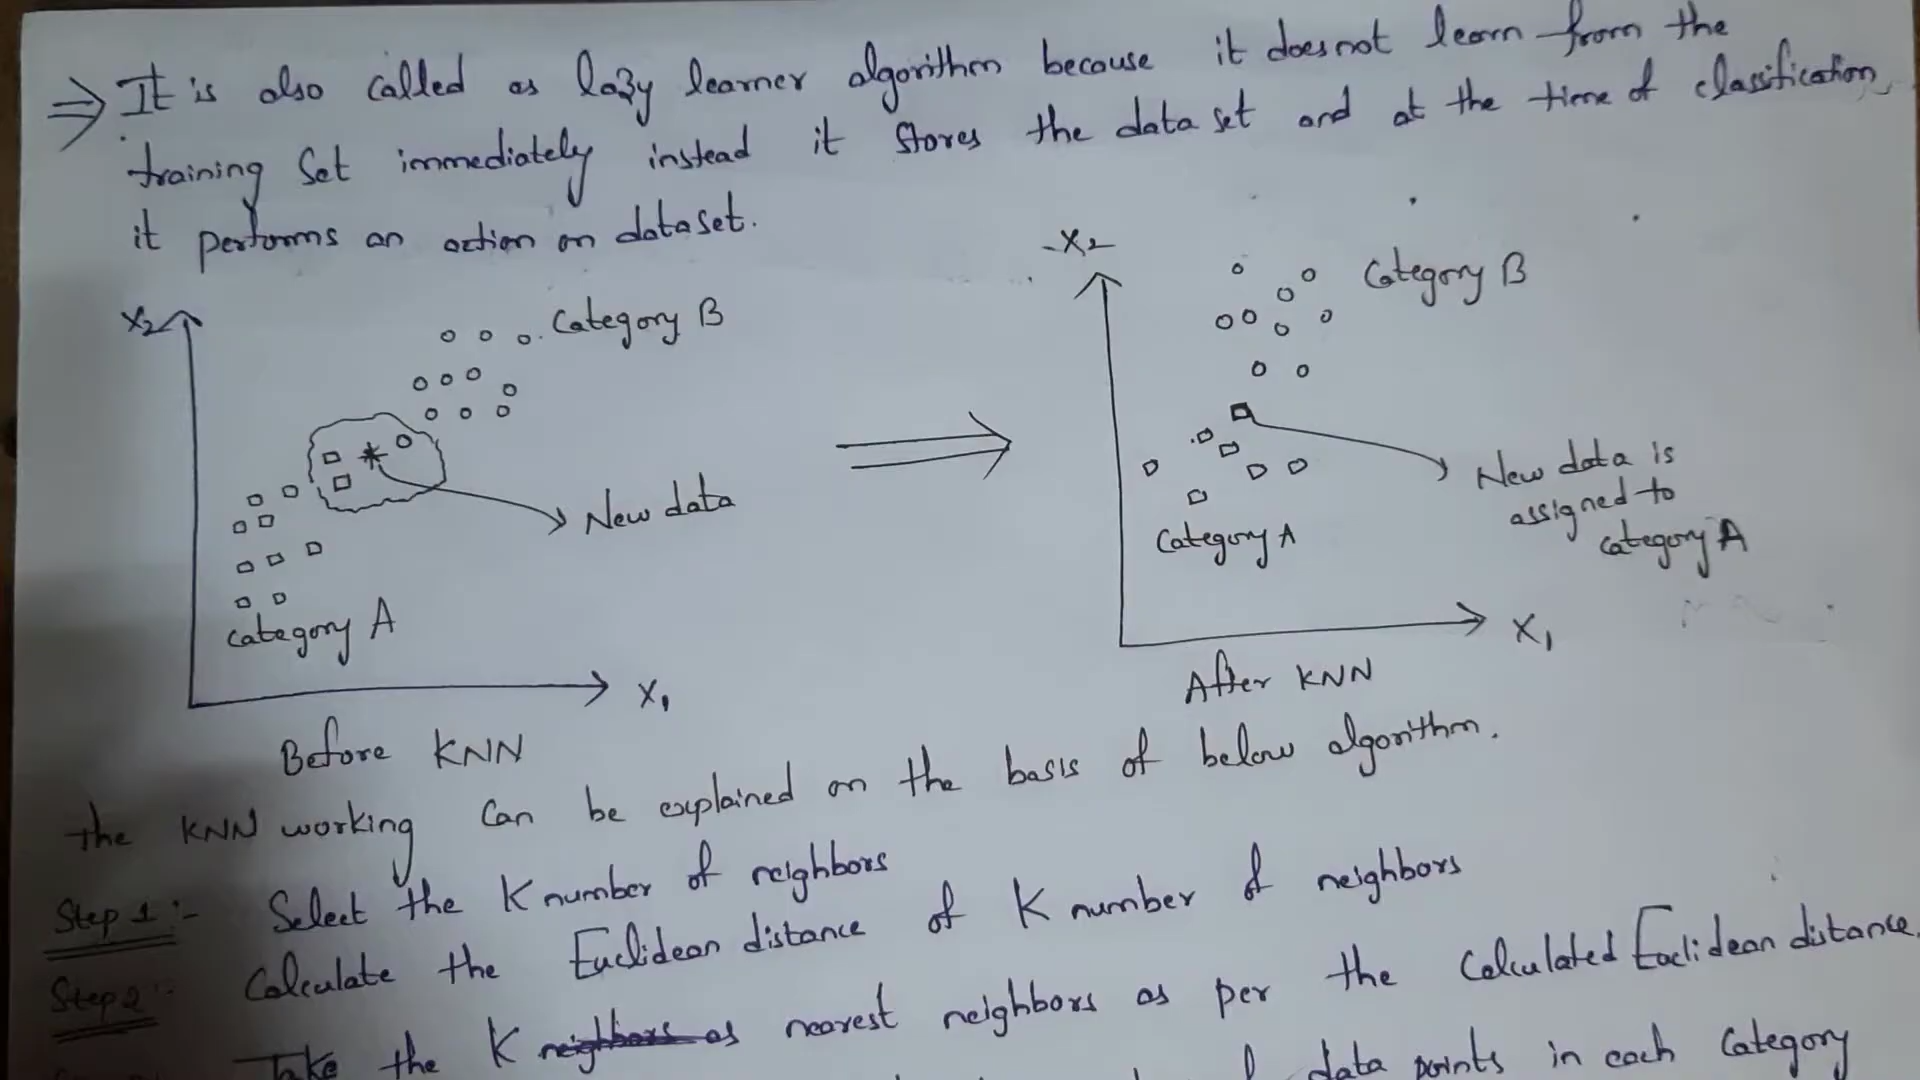 ⇒ It is also called as lazy learner algorithm because it does not learn from the
training Set immediately instead it stores the data set and at the time of classification
it performs an action on dataset.
X2
Category B
New data
Category A
X1
Before KNN
X2
Category B
New data is
assigned to
category A
Category A
X1
After KNN
the KNN working Can be explained on the basis of below algorithm.
Step 1:- Select the K number of neighbors
Step 2:- Calculate the Euclidean distance of K number of neighbors
Take the K neighbors as nearest neighbors as per the Calculated Euclidean distance.
data points in each Category